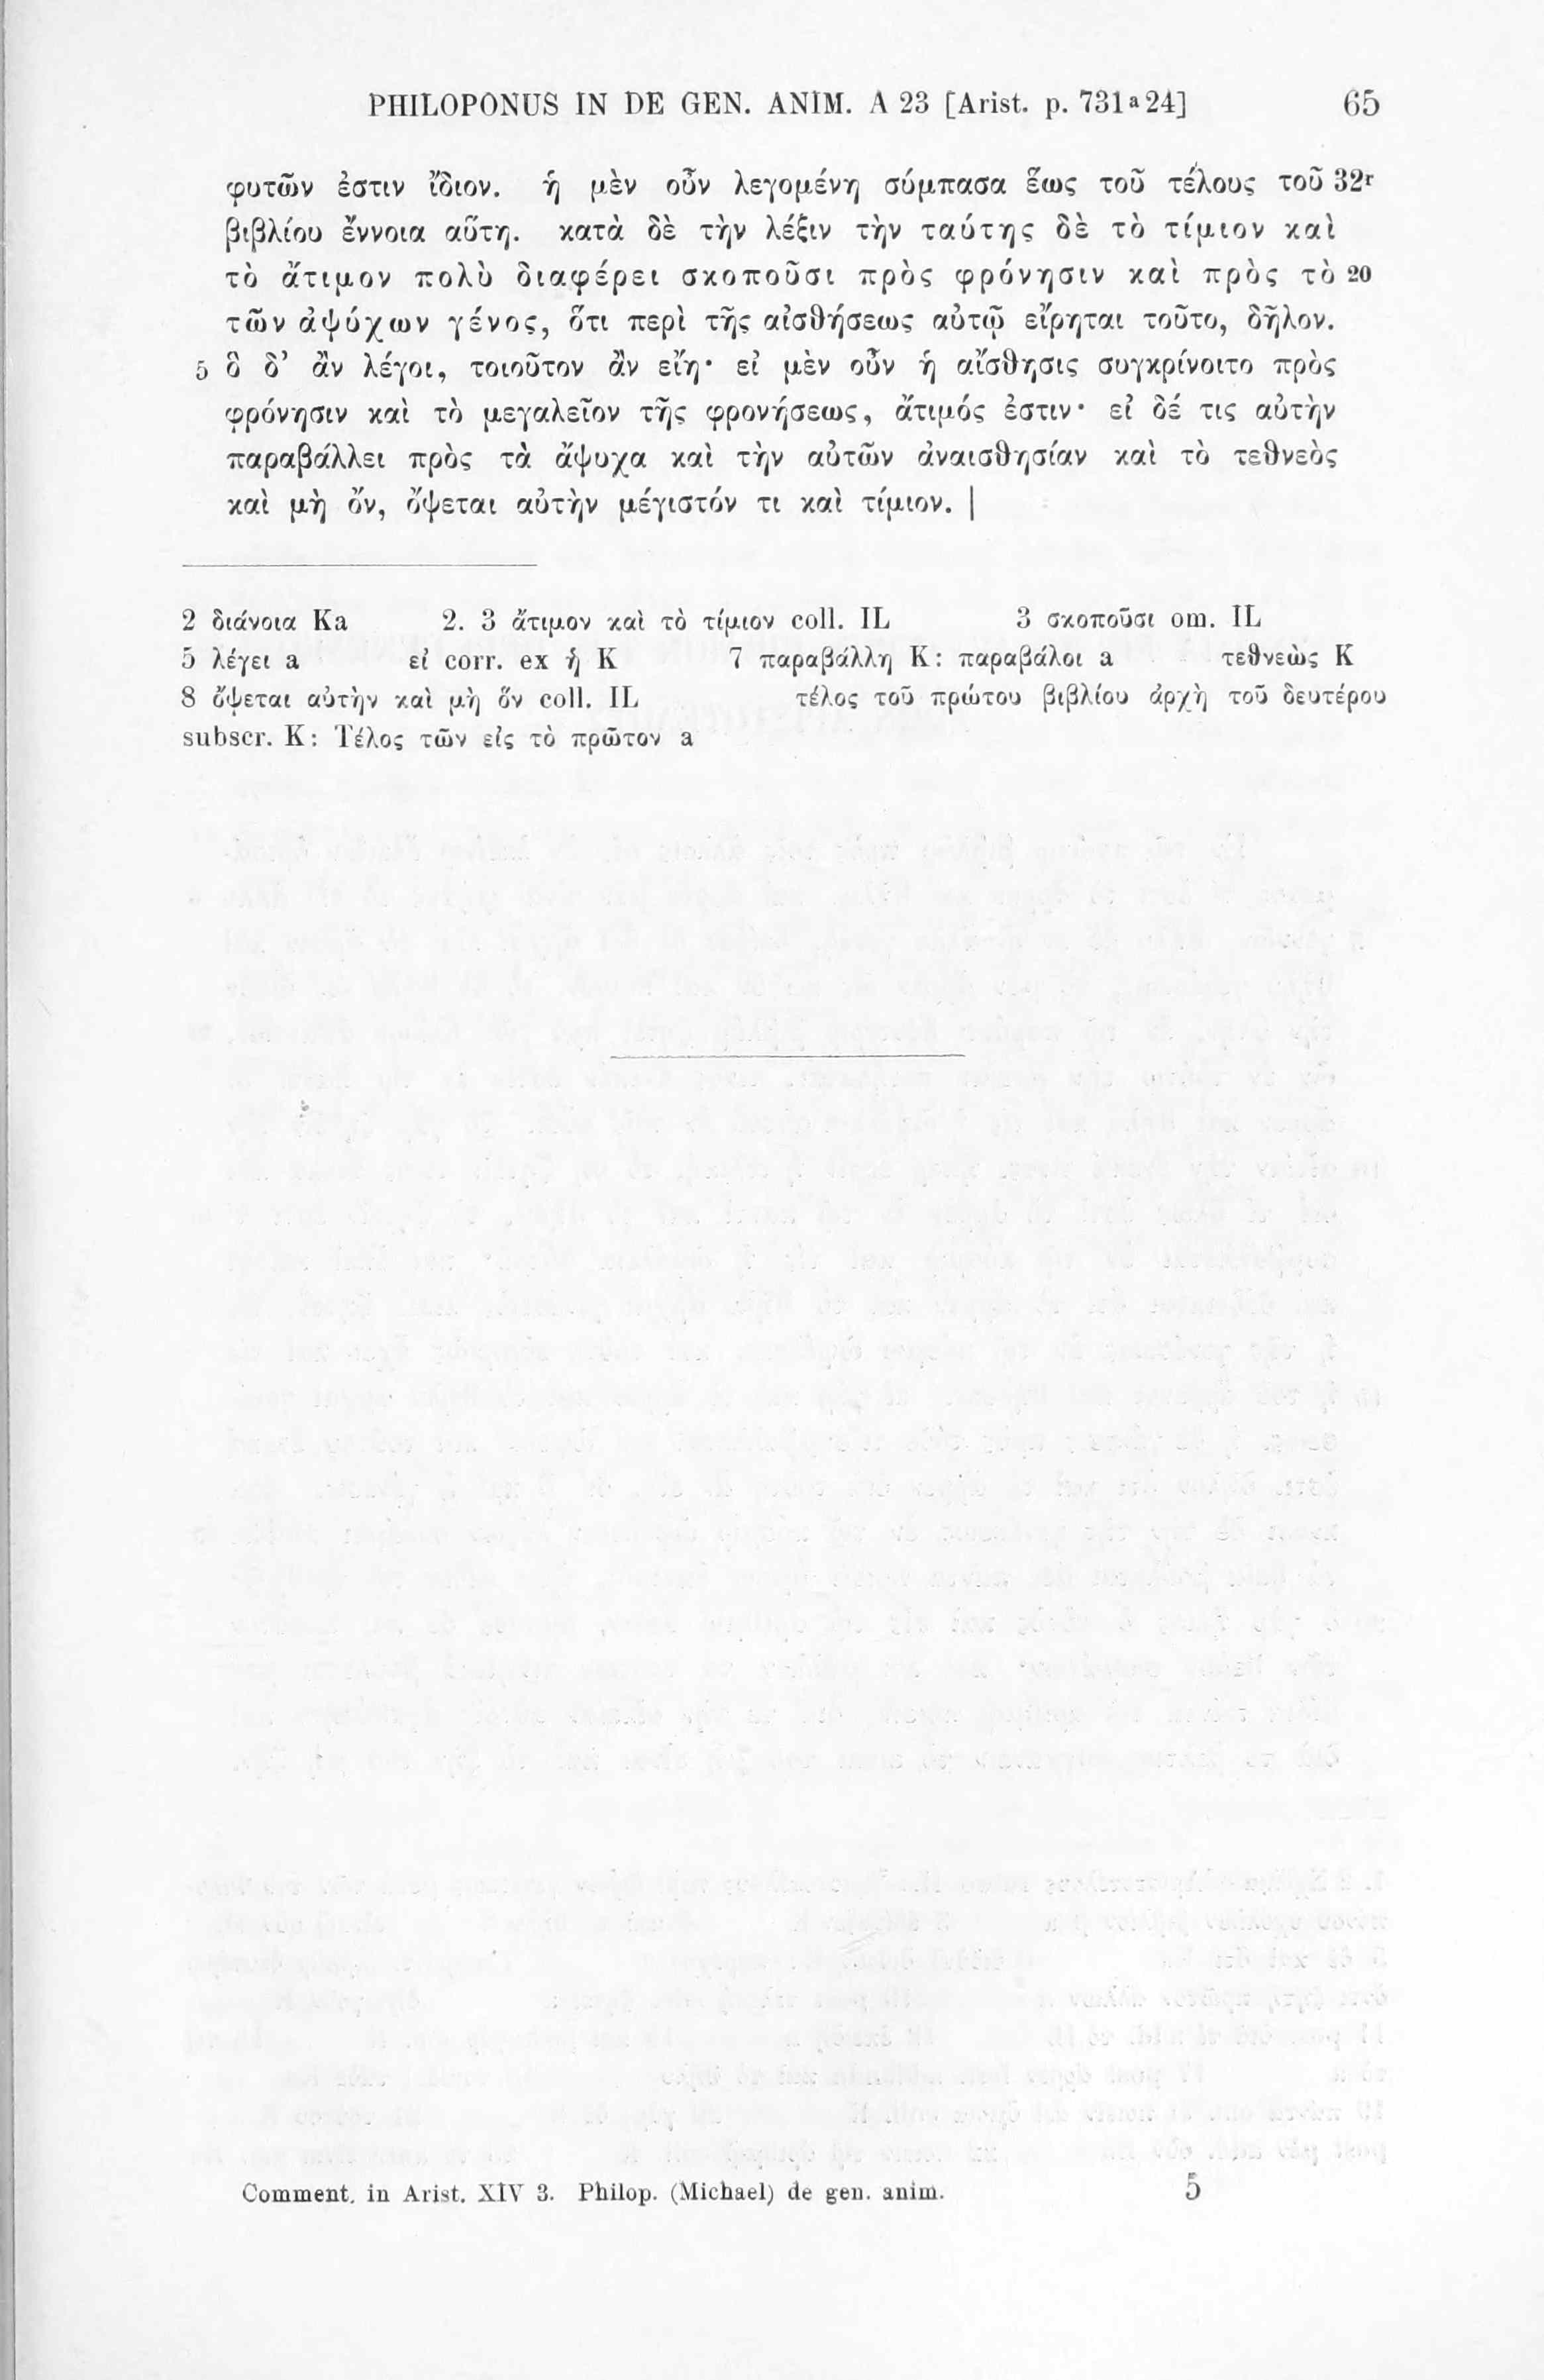 PHILOPONUS IN DE GEN. ANIM. A 23 [Arist. p. 731a24] 65
φυτῶν ἐστιν ἴδιον. ἡ μὲν οὖν λεγομένη σύμπασα ἕως τοῦ τέλους τοῦ 32r
βιβλίου ἔννοια αὕτη. κατὰ δὲ τὴν λέξιν τὴν ταύτης δὲ τὸ τίμιον καὶ
τὸ ἄτιμον πολὺ διαφέρει σκοποῦσι πρὸς φρόνησιν καὶ πρὸς τὸ 20
τῶν ἀψύχων γένος, ὅτι περὶ τῆς αἰσθήσεως αὐτῷ εἴρηται τοῦτο, δῆλον.
5 ὃ δ’ ἂν λέγοι, τοιοῦτον ἂν εἴη· εἰ μὲν οὖν ἡ αἴσθησις συγκρίνοιτο πρὸς
φρόνησιν καὶ τὸ μεγαλεῖον τῆς φρονήσεως, ἄτιμός ἐστιν· εἰ δέ τις αὐτὴν
παραβάλλει πρὸς τὰ ἄψυχα καὶ τὴν αὐτῶν ἀναισθησίαν καὶ τὸ τεθνεὸς
καὶ μὴ ὄν, ὄψεται αὐτὴν μέγιστόν τι καὶ τίμιον. |
2 διάνοια Ka 2. 3 ἄτιμον καὶ τὸ τίμιον coll. IL 3 σκοποῦσι om. IL
5 λέγει a εἰ corr. ex ἡ K 7 παραβάλλη K: παραβάλοι a τεθνεὼς K
8 ὄψεται αὐτὴν καὶ μὴ ὄν coll. IL τέλος τοῦ πρώτου βιβλίου ἀρχὴ τοῦ δευτέρου
subscr. K: Τέλος τῶν εἰς τὸ πρῶτον a
Comment. in Arist. XIV 3. Philop. (Michael) de gen. anim. 5